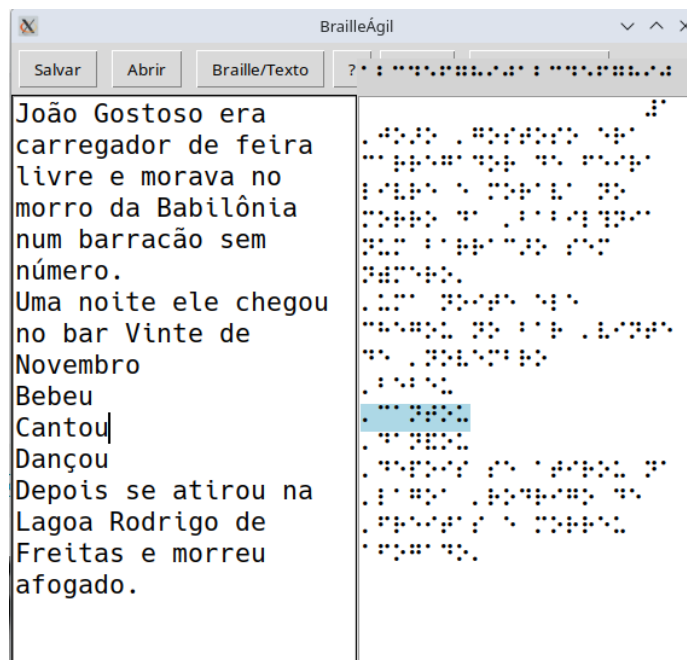 BrailleÁgil
Salvar Abrir Braille/Texto ?
João Gostoso era
carregador de feira
livre e morava no
morro da Babilônia
num barracão sem
número.
Uma noite ele chegou
no bar Vinte de
Novembro
Bebeu
Cantou
Dançou
Depois se atirou na
Lagoa Rodrigo de
Freitas e morreu
afogado.
⠁⠃⠉⠙⠑⠋⠛⠓⠊⠚⠁⠃⠉⠙⠑⠋⠛⠓⠊⠚
⠼⠁
⠨⠚⠕⠜⠕ ⠨⠛⠕⠎⠞⠕⠎⠕ ⠑⠗⠁
⠉⠁⠗⠗⠑⠛⠁⠙⠕⠗ ⠙⠑ ⠋⠑⠊⠗⠁
⠇⠊⠧⠗⠑ ⠑ ⠍⠕⠗⠁⠧⠁ ⠝⠕
⠍⠕⠗⠗⠕ ⠙⠁ ⠨⠃⠁⠃⠊⠇⠹⠝⠊⠁
⠝⠥⠍ ⠃⠁⠗⠗⠁⠉⠜⠕ ⠎⠑⠍
⠝⠾⠍⠑⠗⠕⠄
⠨⠥⠍⠁ ⠝⠕⠊⠞⠑ ⠑⠇⠑
⠉⠓⠑⠛⠕⠥ ⠝⠕ ⠃⠁⠗ ⠨⠧⠊⠝⠞⠑
⠙⠑ ⠨⠝⠕⠧⠑⠍⠃⠗⠕
⠨⠃⠑⠃⠑⠥
⠨⠉⠁⠝⠞⠕⠥
⠨⠙⠁⠝⠯⠕⠥
⠨⠙⠑⠏⠕⠊⠎ ⠎⠑ ⠁⠞⠊⠗⠕⠥ ⠝⠁
⠨⠇⠁⠛⠕⠁ ⠨⠗⠕⠙⠗⠊⠛⠕ ⠙⠑
⠨⠋⠗⠑⠊⠞⠁⠎ ⠑ ⠍⠕⠗⠗⠑⠥
⠁⠋⠕⠛⠁⠙⠕⠄